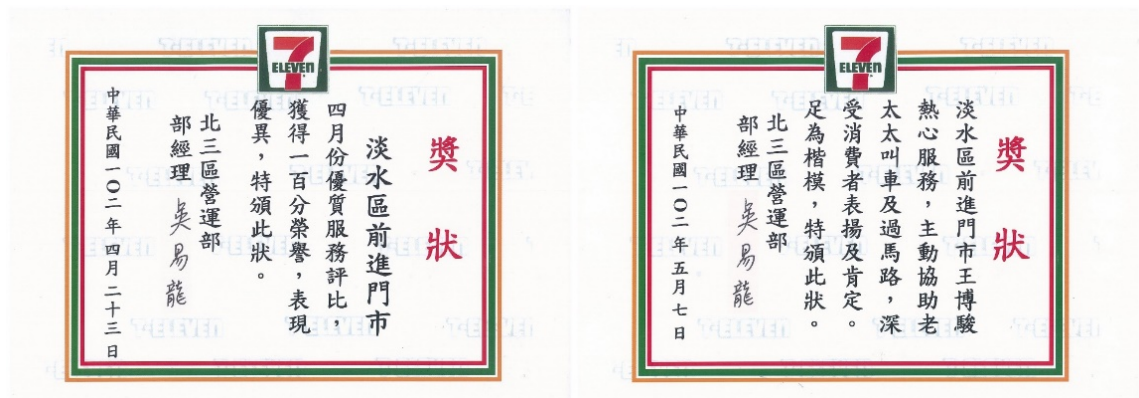 7
ELEVEN
獎狀
淡水區前進門市
四月份優質服務評比，
獲得一百分榮譽，表現
優異，特頒此狀。
北三區營運部
部經理 吳易龍
中華民國一〇二年四月二十三日
7
ELEVEN
獎狀
淡水區前進門市王博駿
熱心服務，主動協助老
太太叫車及過馬路，深
受消費者表揚及肯定。
足為楷模，特頒此狀。
北三區營運部
部經理 吳易龍
中華民國一〇二年五月七日